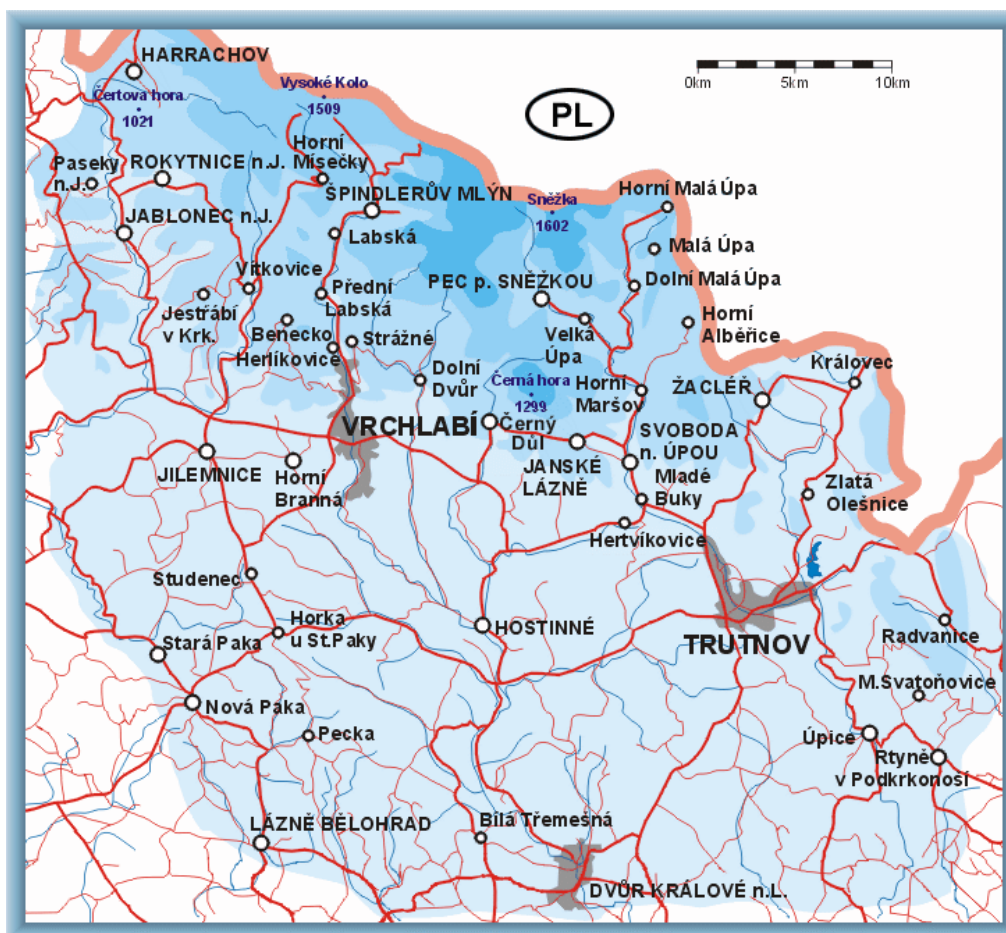 HARRACHOV
Čertova hora
1021
Vysoké Kolo
1509
0km
5km
10km
PL
Paseky
n.J.
ROKYTNICE n.J.
Horní
Mísečky
ŠPINDLERŮV MLÝN
Horní Malá Úpa
Sněžka
1602
JABLONEC n.J.
Labská
Malá Úpa
Vítkovice
Přední
Labská
PEC p. SNĚŽKOU
Dolní Malá Úpa
Jestřábí
v Krk.
Benecko
Herlíkovice
Strážné
Velká
Úpa
Horní
Alběřice
Dolní
Dvůr
Černá hora
1299
Horní
Maršov
ŽACLÉŘ
Královec
VRCHLABÍ
Černý
Důl
JANSKÉ
LÁZNĚ
SVOBODA
n. ÚPOU
Mladé
Buky
JILEMNICE
Horní
Branná
Zlatá
Olešnice
Hertvíkovice
Studenec
Horka
u St.Paky
HOSTINNÉ
Stará Paka
TRUTNOV
Radvanice
M.Svatoňovice
Nová Paka
Pecka
Úpice
Rtyně
v Podkrkonoší
LÁZNĚ BĚLOHRAD
Bílá Třemešná
DVŮR KRÁLOVÉ n.L.